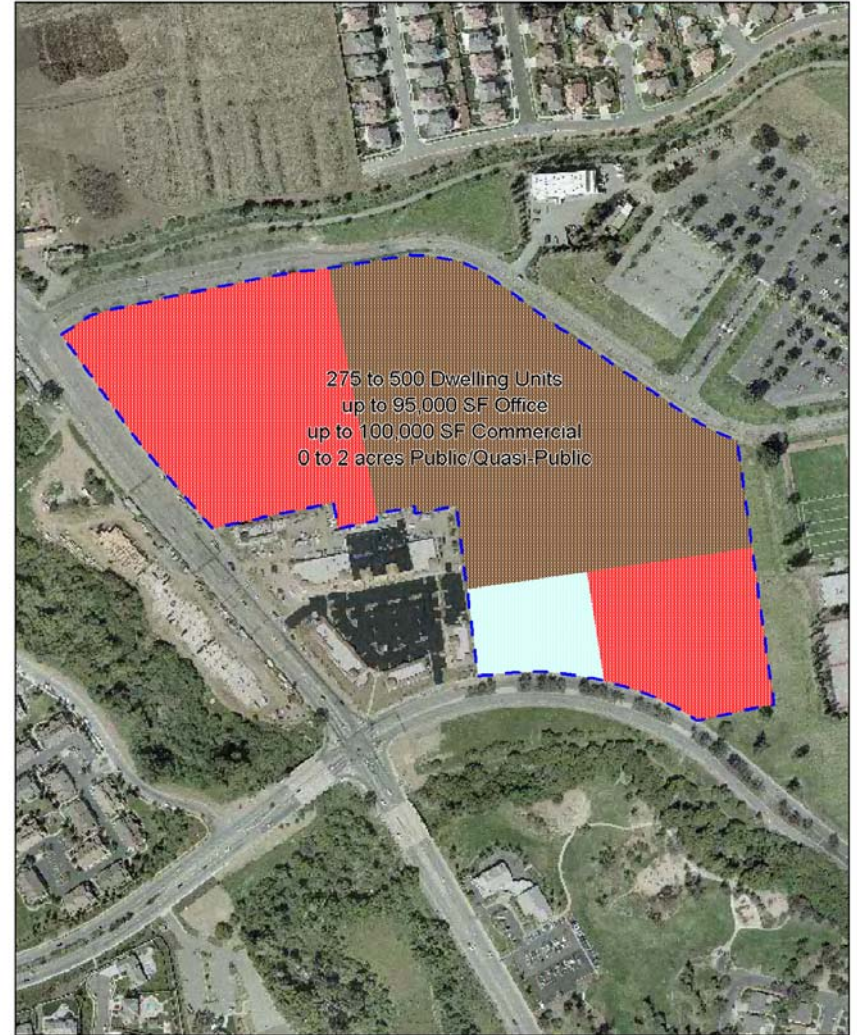 275 to 500 Dwelling Units
up to 95,000 SF Office
up to 100,000 SF Commercial
0 to 2 acres Public/Quasi-Public